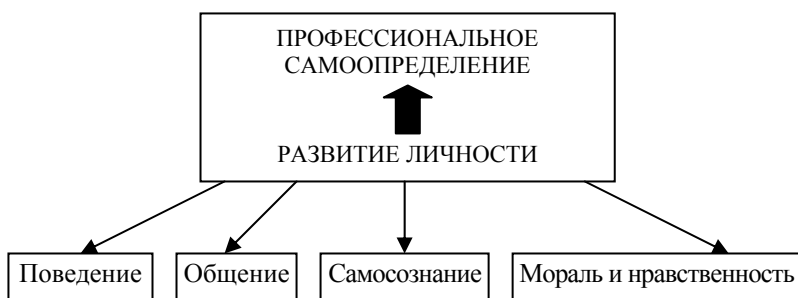 ПРОФЕССИОНАЛЬНОЕ
САМООПРЕДЕЛЕНИЕ
РАЗВИТИЕ ЛИЧНОСТИ
Поведение
Общение
Самосознание
Мораль и нравственность